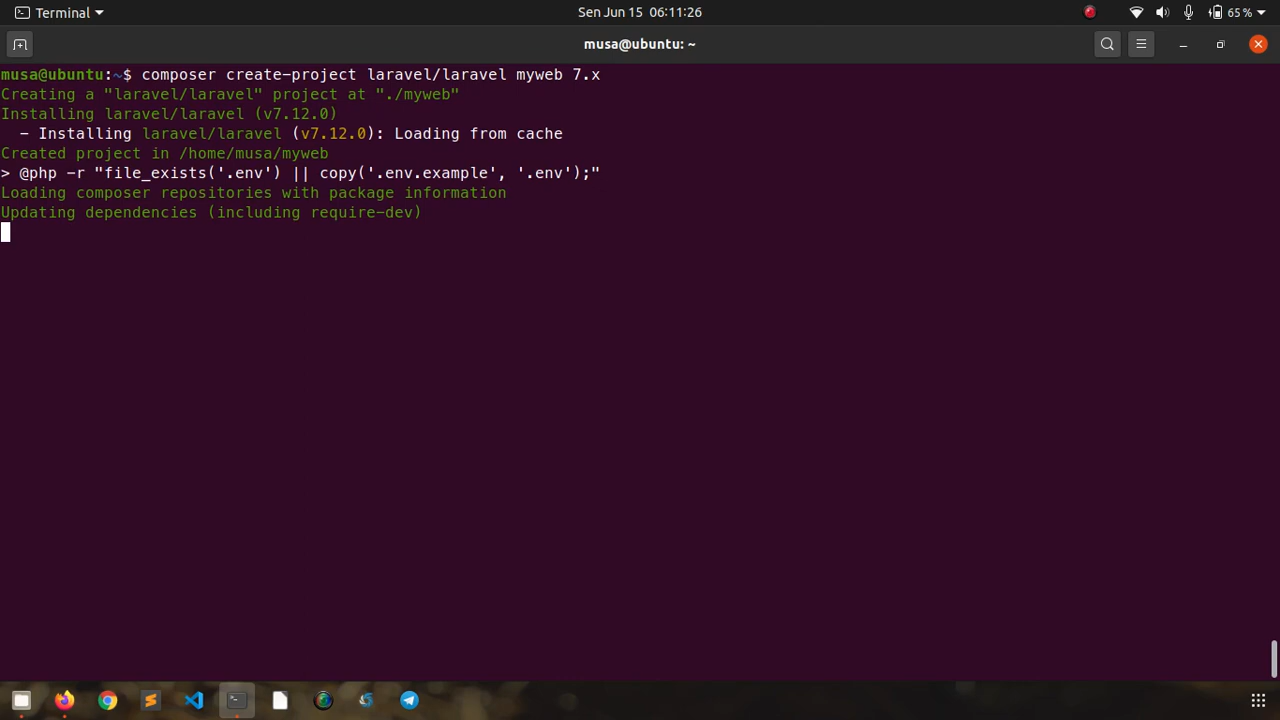 Terminal
Sen Jun 15 06:11:26
65 %
musa@ubuntu: ~
musa@ubuntu:~$ composer create-project laravel/laravel myweb 7.x
Creating a "laravel/laravel" project at "./myweb"
Installing laravel/laravel (v7.12.0)
  - Installing laravel/laravel (v7.12.0): Loading from cache
Created project in /home/musa/myweb
> @php -r "file_exists('.env') || copy('.env.example', '.env');"
Loading composer repositories with package information
Updating dependencies (including require-dev)